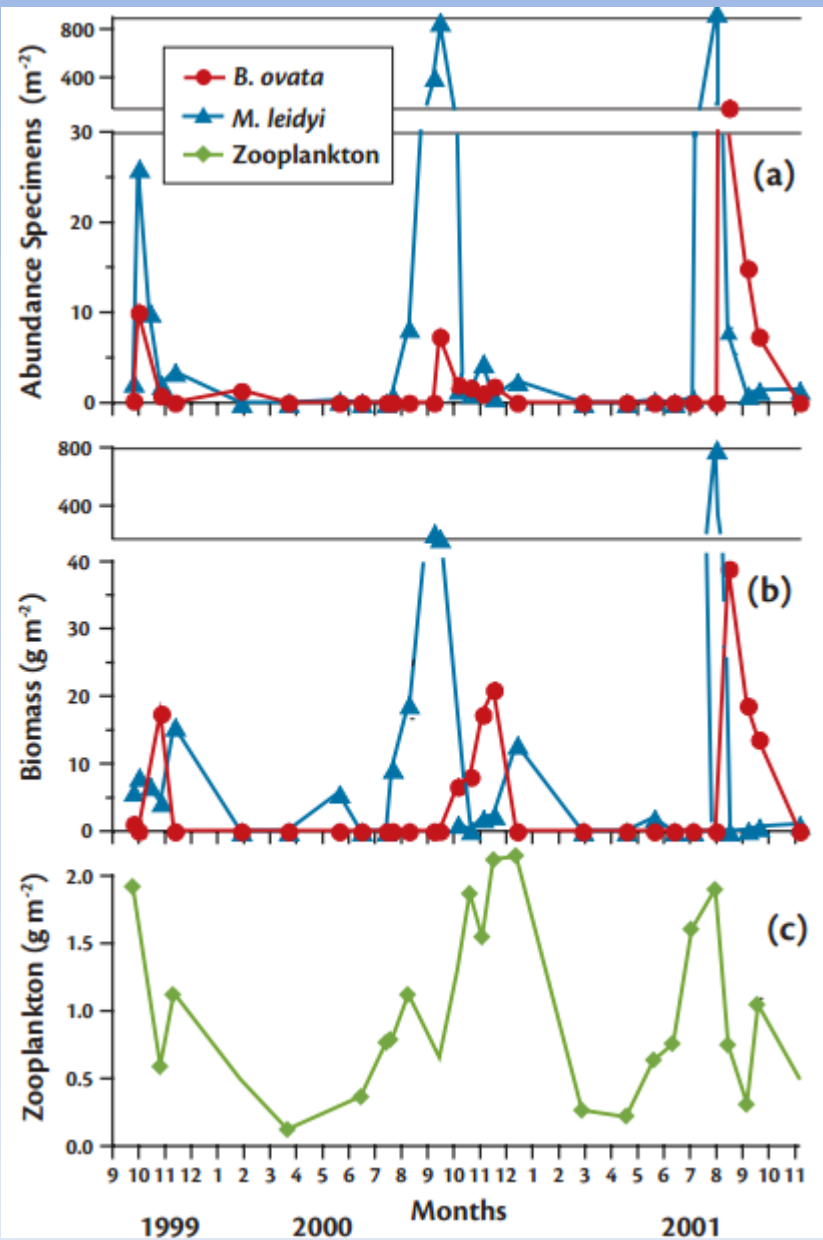 Abundance Specimens (m⁻²)
800
400
30
20
10
0
B. ovata
M. leidyi
Zooplankton
(a)
Biomass (g m⁻²)
800
400
40
30
20
10
0
(b)
Zooplankton (g m⁻²)
2.0
1.5
1.0
0.5
0.0
(c)
9 10 11 12 1 2 3 4 5 6 7 8 9 10 11 12 1 2 3 4 5 6 7 8 9 10 11
Months
1999 2000 2001